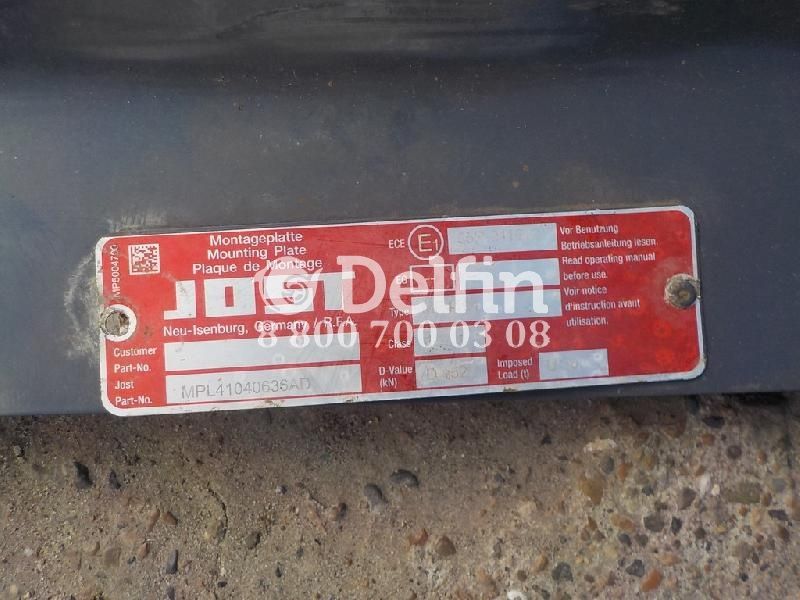 Montageplatte
Mounting Plate
Plaque de Montage
JOST
Neu-Isenburg, Germany / R.F.A.
Customer
Part-No.
Jost
Part-No.
MPL41040636AD
ECE
E1
Type
Class
D-Value
(kN)
Imposed
Load (t)
Vor Benutzung
Betriebsanleitung lesen.
Read operating manual
before use.
Voir notice
d'instruction avant
utilisation.
Delfin
8 800 700 03 08